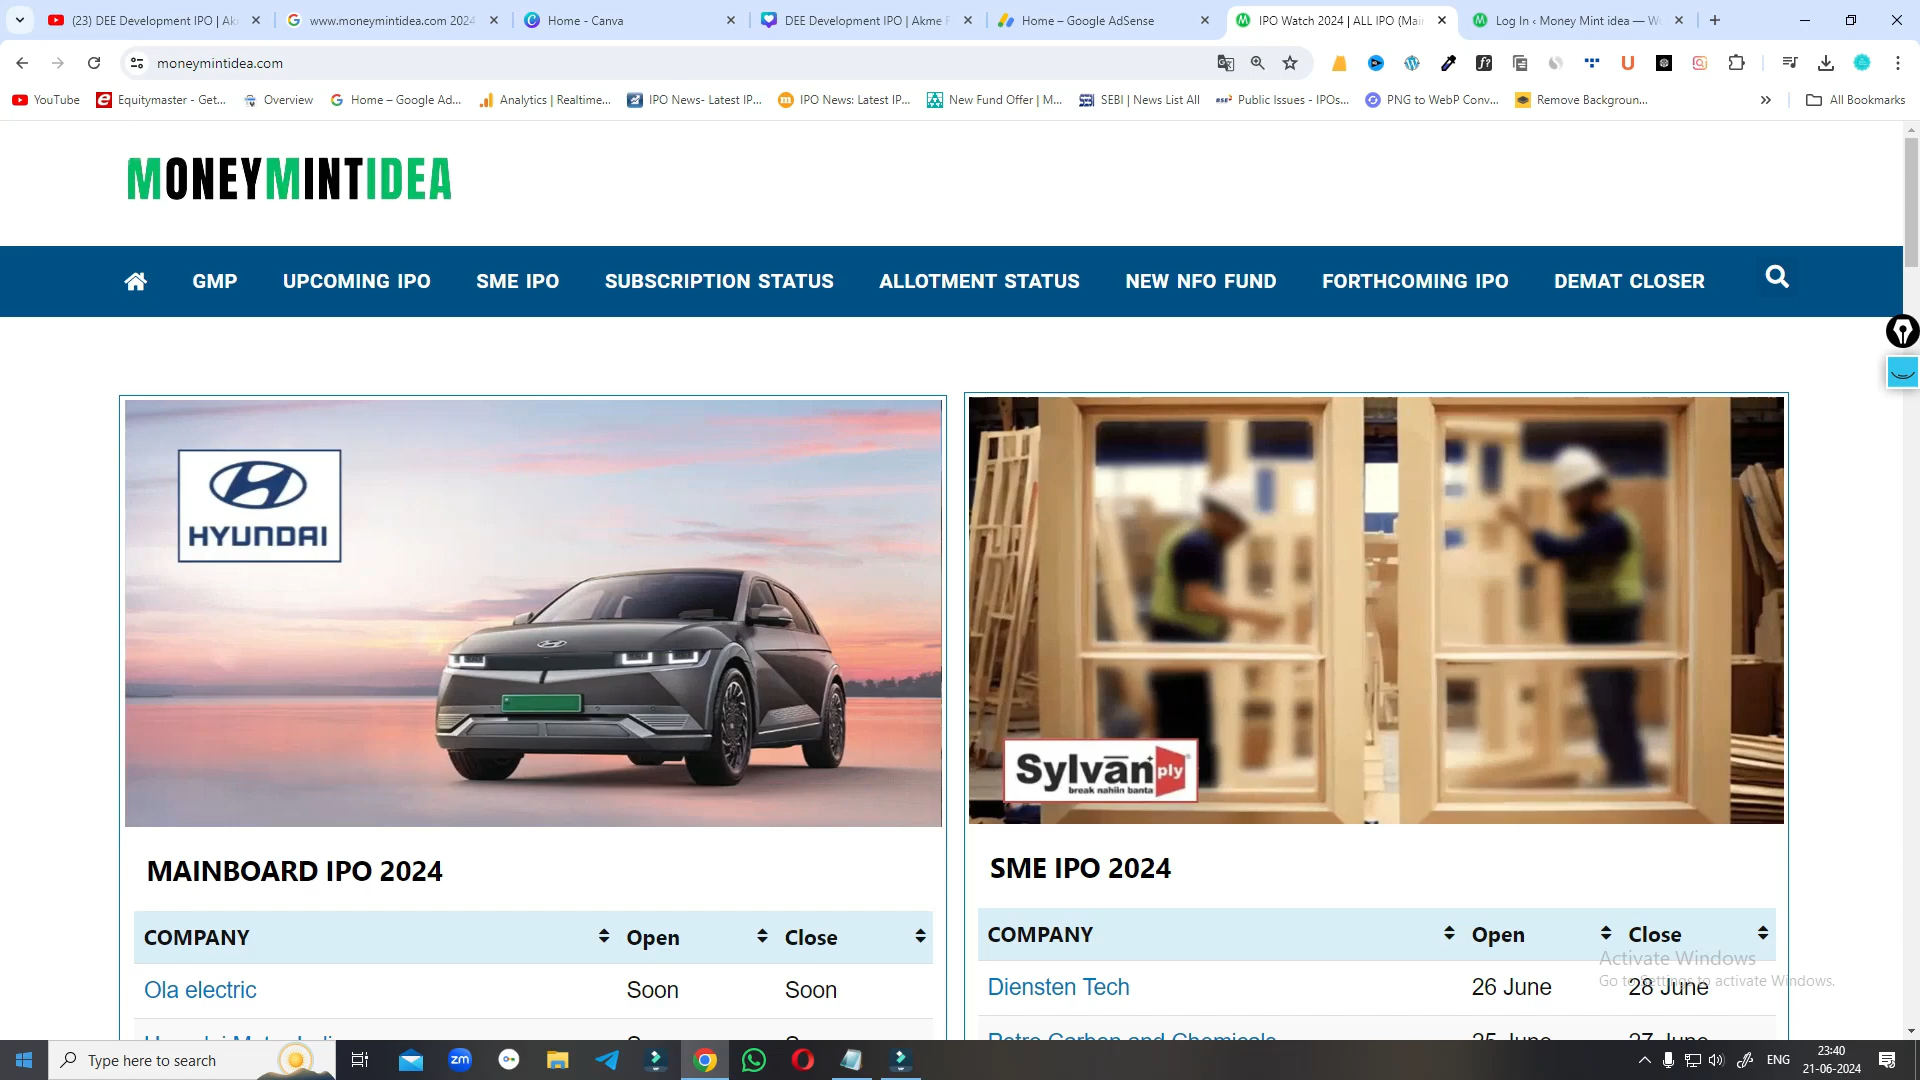 (23) DEE Development IPO | Ak
www.moneymintidea.com 2024
Home - Canva
DEE Development IPO | Akme
Home – Google AdSense
IPO Watch 2024 | ALL IPO (Mai
Log In ‹ Money Mint idea — W
moneymintidea.com
YouTube
Equitymaster - Get...
Overview
Home – Google Ad...
Analytics | Realtime...
IPO News- Latest IP...
IPO News: Latest IP...
New Fund Offer | M...
SEBI | News List All
Public Issues - IPOs...
PNG to WebP Conv...
Remove Backgroun...
All Bookmarks
MONEYMINTIDEA
GMP
UPCOMING IPO
SME IPO
SUBSCRIPTION STATUS
ALLOTMENT STATUS
NEW NFO FUND
FORTHCOMING IPO
DEMAT CLOSER
HYUNDAI
Sylvan ply
break nahiin banta
MAINBOARD IPO 2024
COMPANY Open Close
Ola electric Soon Soon
SME IPO 2024
COMPANY Open Close
Diensten Tech 26 June 28 June
Activate Windows
Go to Settings to activate Windows.
Type here to search
zm
ENG
23:40
21-06-2024